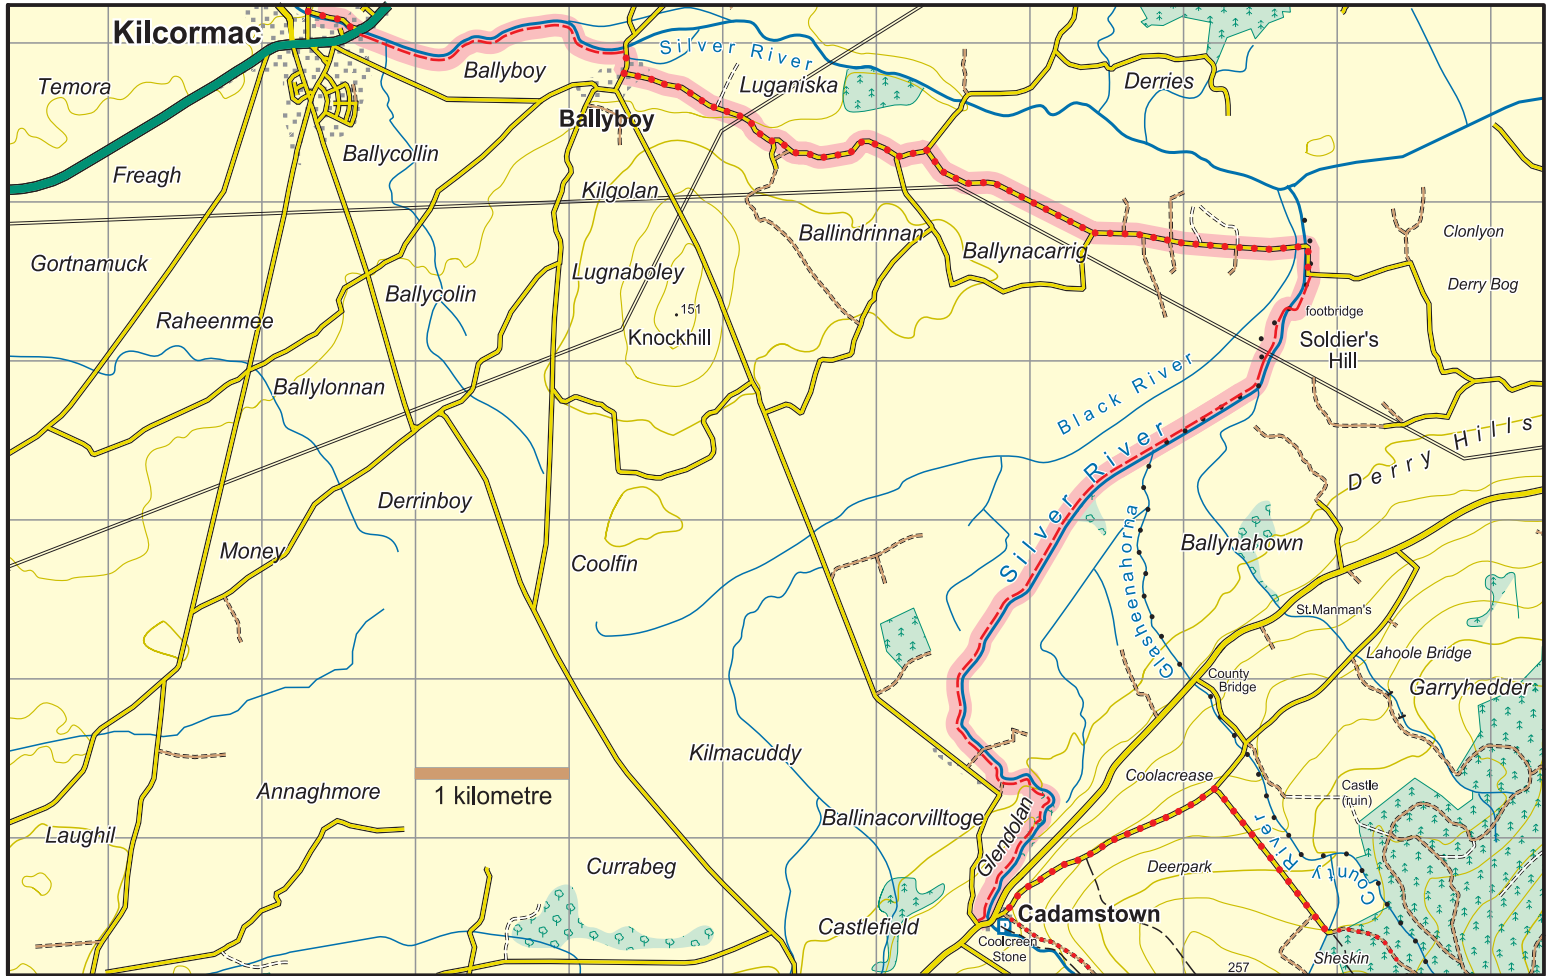 Kilcormac
Temora
Ballyboy
Silver River
Luganiska
Derries
Ballyboy
Ballycollin
Freagh
Kilgolan
Ballindrinnan
Ballynacarrig
Clonlyon
Gortnamuck
Lugnaboley
Ballycolin
Derry Bog
151
footbridge
Raheenmee
Knockhill
Soldier's
Hill
Ballylonnan
Black River
Derry Hills
Silver River
Derrinboy
Glasheenahorna
Money
Coolfin
Ballynahown
St.Manman's
Lahoole Bridge
County
Bridge
Garryhedder
Kilmacuddy
Coolacrease
Annaghmore
1 kilometre
Castle
(ruin)
Ballinacorvilltoge
Glendolan
Laughil
Currabeg
Deerpark
County River
Castlefield
Cadamstown
Coolcreen
Stone
Sheskin
257